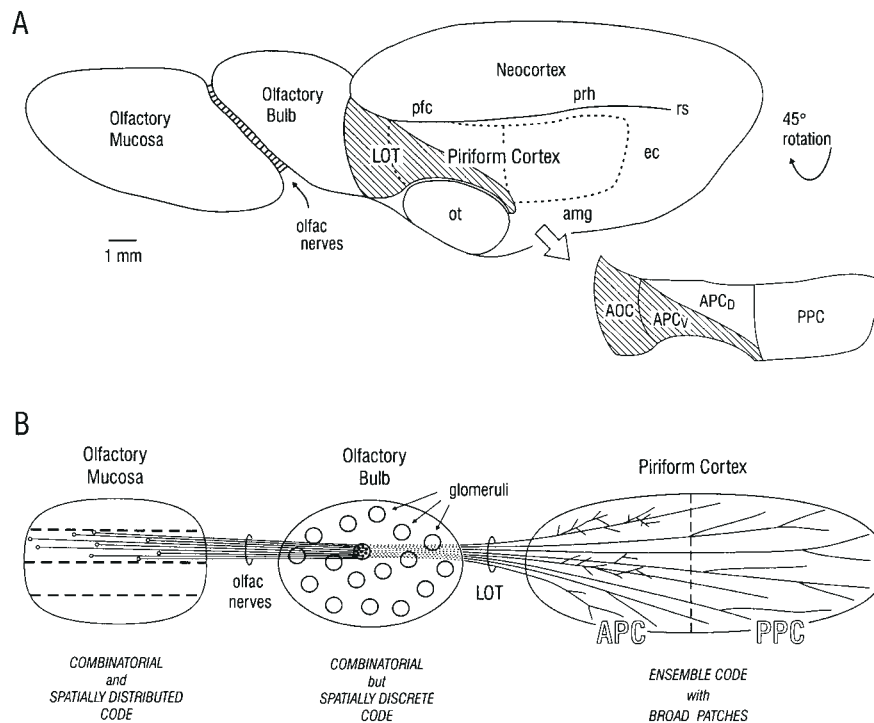 A
Neocortex
Olfactory
Mucosa
Olfactory
Bulb
pfc
prh
rs
LOT
Piriform Cortex
ec
45°
rotation
ot
amg
olfac
nerves
1 mm
AOC
APCV
APCD
PPC
B
Olfactory
Mucosa
Olfactory
Bulb
glomeruli
Piriform Cortex
olfac
nerves
LOT
APC
PPC
COMBINATORIAL
and
SPATIALLY DISTRIBUTED
CODE
COMBINATORIAL
but
SPATIALLY DISCRETE
CODE
ENSEMBLE CODE
with
BROAD PATCHES